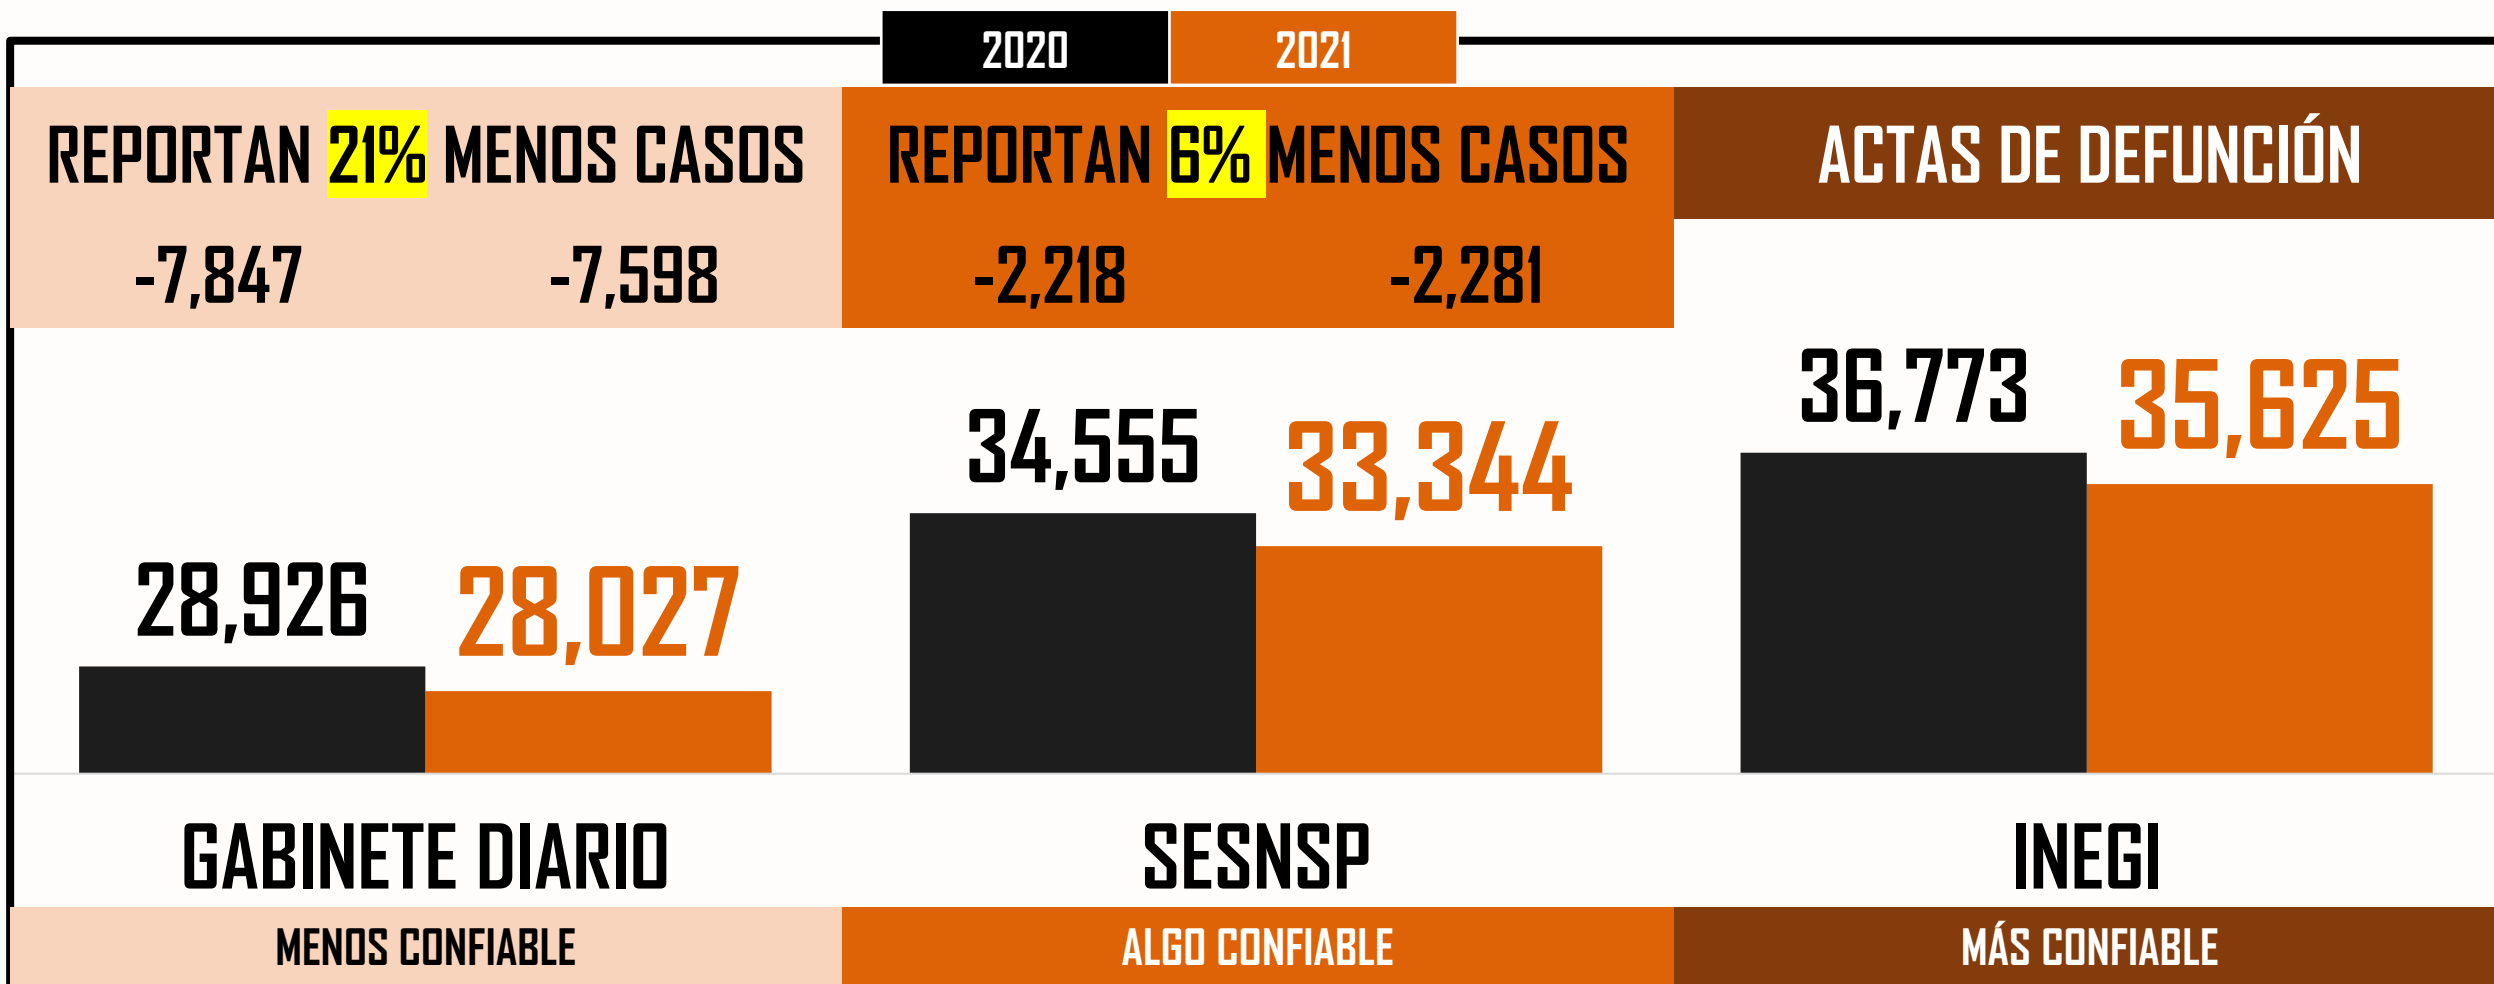 2020 2021
REPORTAN 21% MENOS CASOS
-7,847 -7,598
REPORTAN 6% MENOS CASOS
-2,218 -2,281
ACTAS DE DEFUNCIÓN
28,926 28,027
34,555 33,344
36,773 35,625
GABINETE DIARIO
SESNSP
INEGI
MENOS CONFIABLE
ALGO CONFIABLE
MÁS CONFIABLE